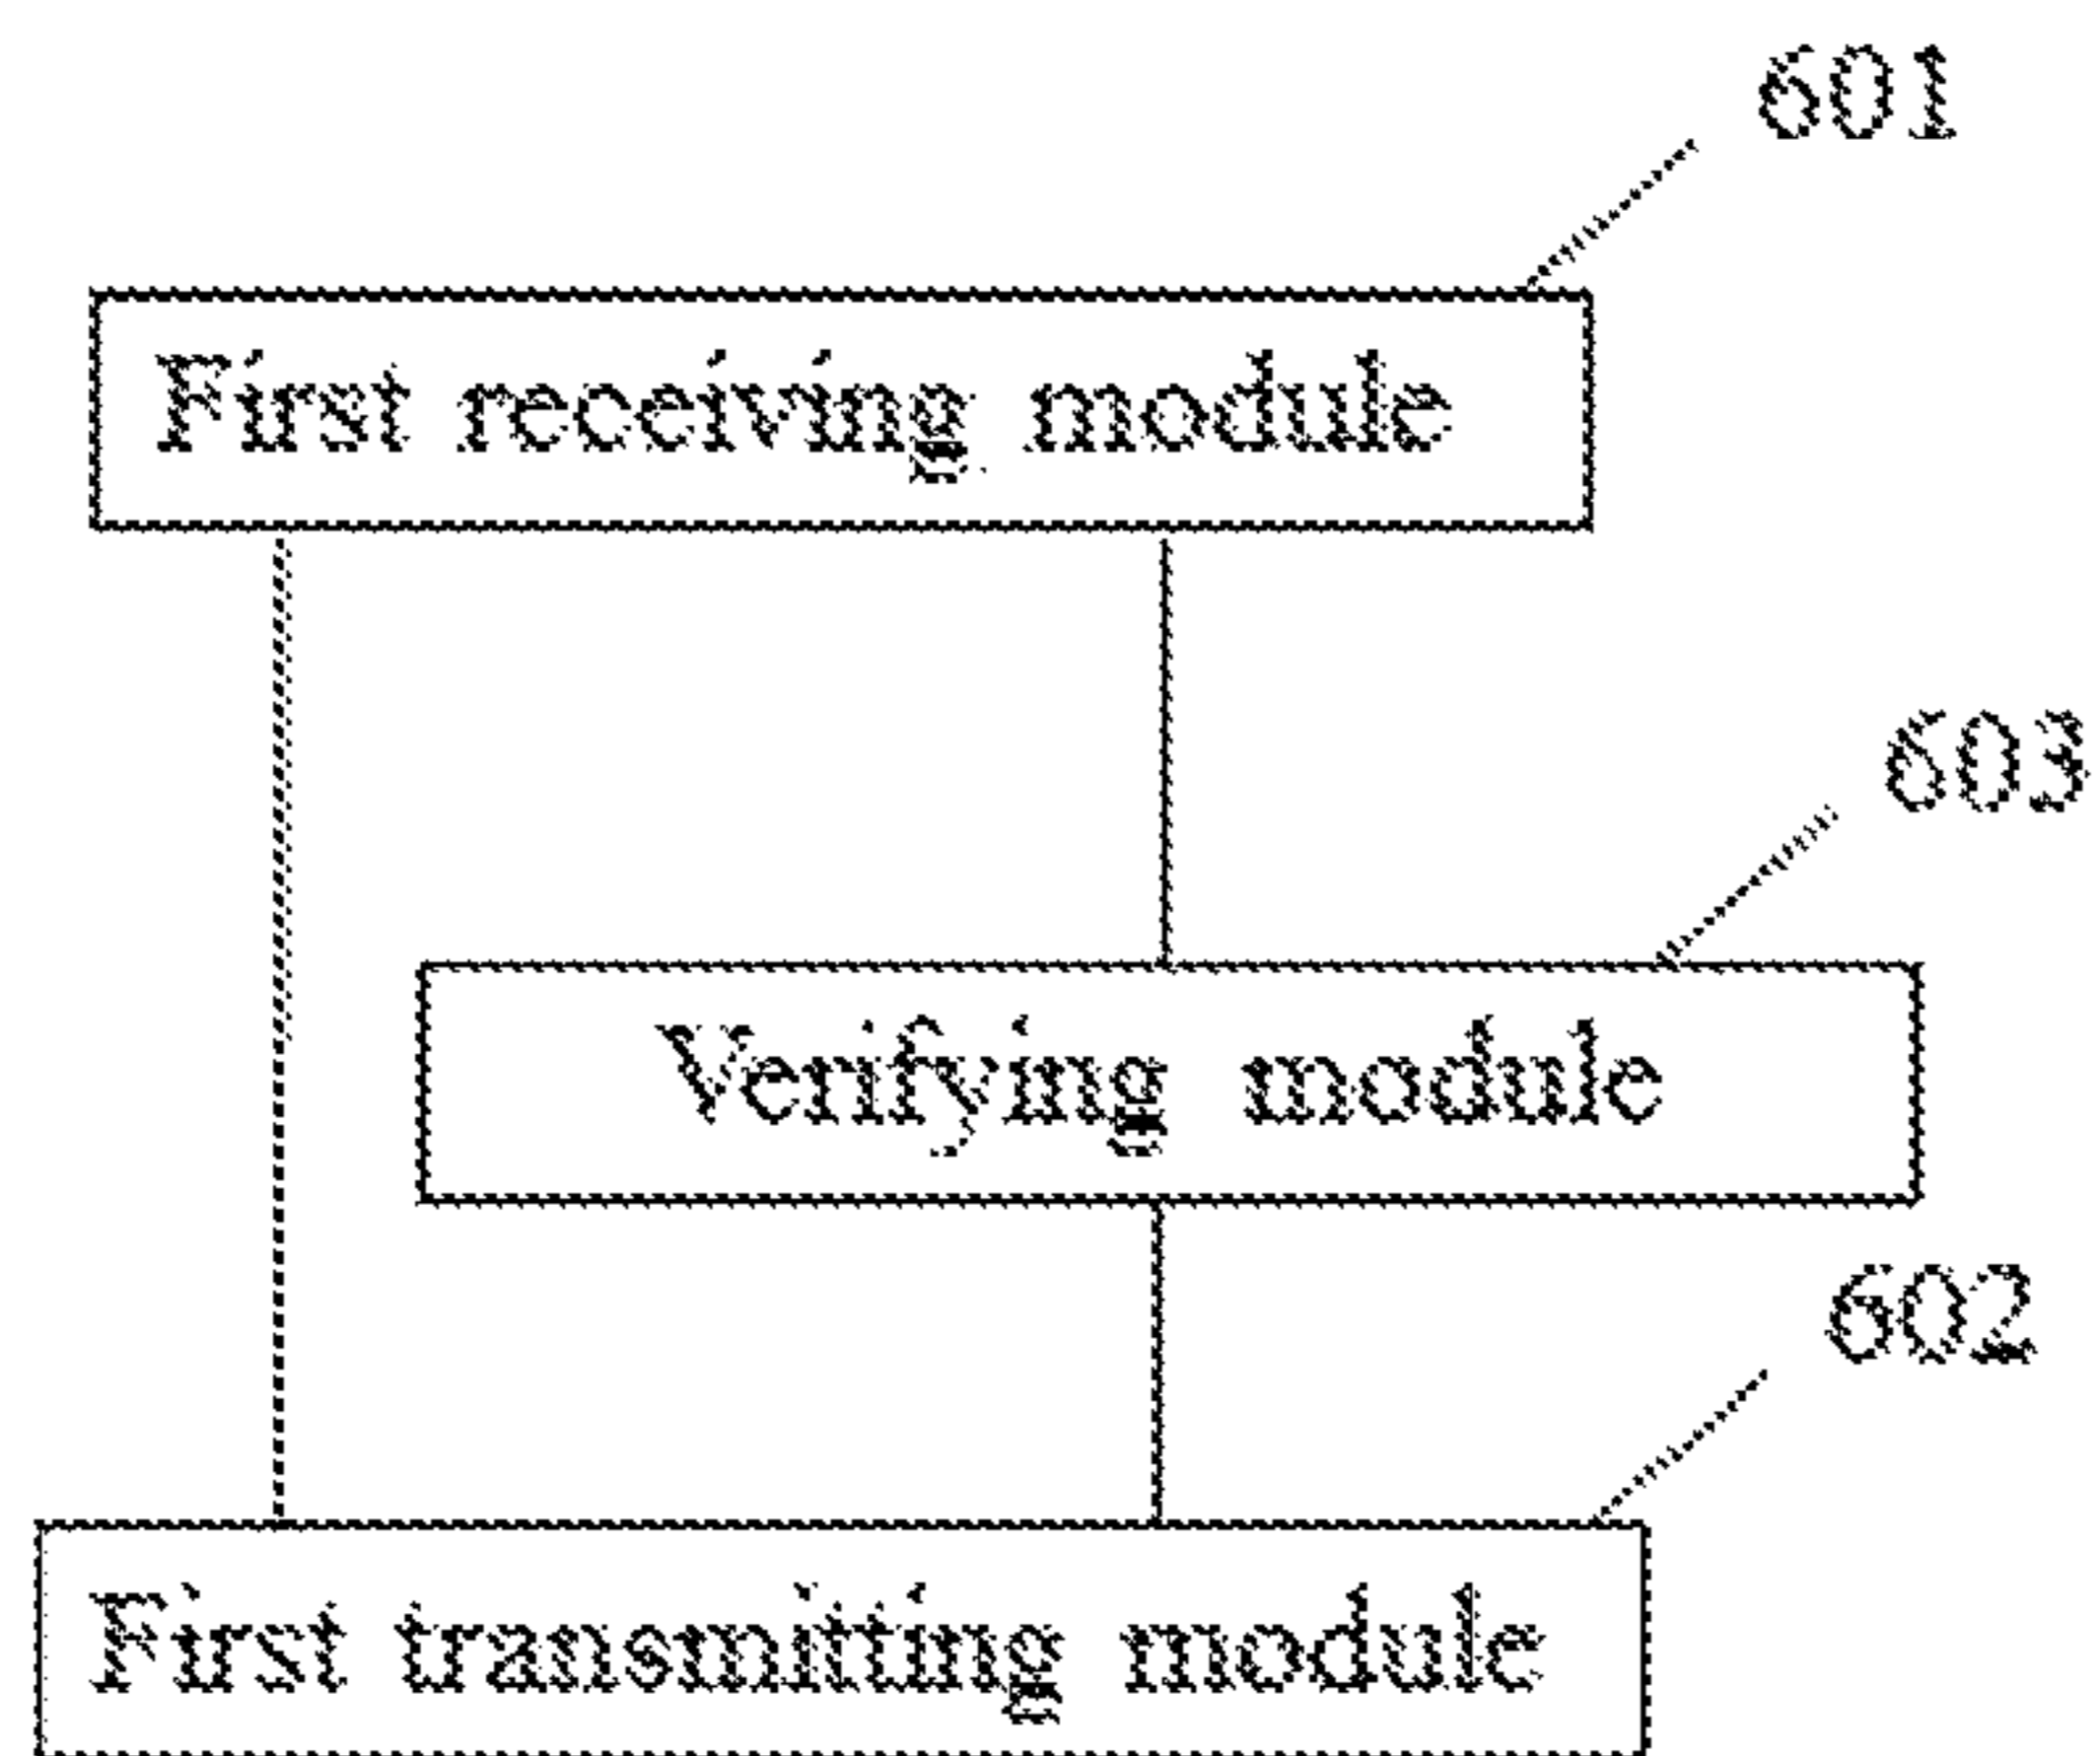 601
First receiving module
603
Verifying module
602
First transmitting module